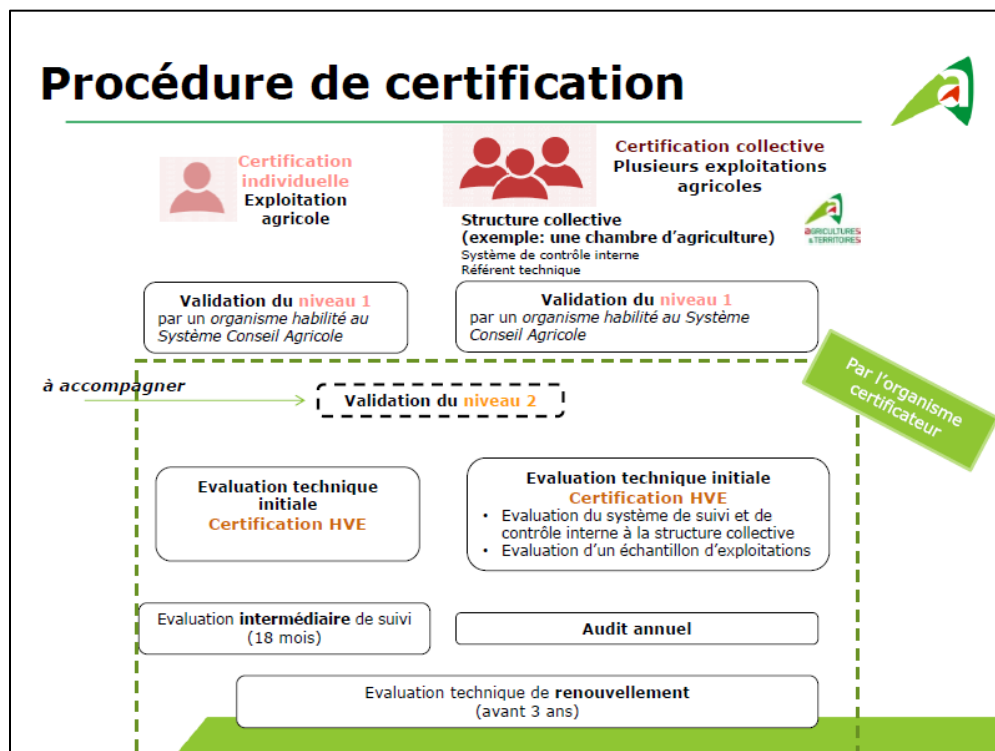 Procédure de certification
Certification
individuelle
Exploitation
agricole
Certification collective
Plusieurs exploitations
agricoles
Structure collective
(exemple: une chambre d'agriculture)
Système de contrôle interne
Référent technique
AGRICULTURES
& TERRITOIRES
Validation du niveau 1
par un organisme habilité au
Système Conseil Agricole
Validation du niveau 1
par un organisme habilité au Système
Conseil Agricole
Par l'organisme
certificateur
à accompagner
Validation du niveau 2
Evaluation technique
initiale
Certification HVE
Evaluation technique initiale
Certification HVE
• Evaluation du système de suivi et de
contrôle interne à la structure collective
• Evaluation d'un échantillon d'exploitations
Evaluation intermédiaire de suivi
(18 mois)
Audit annuel
Evaluation technique de renouvellement
(avant 3 ans)